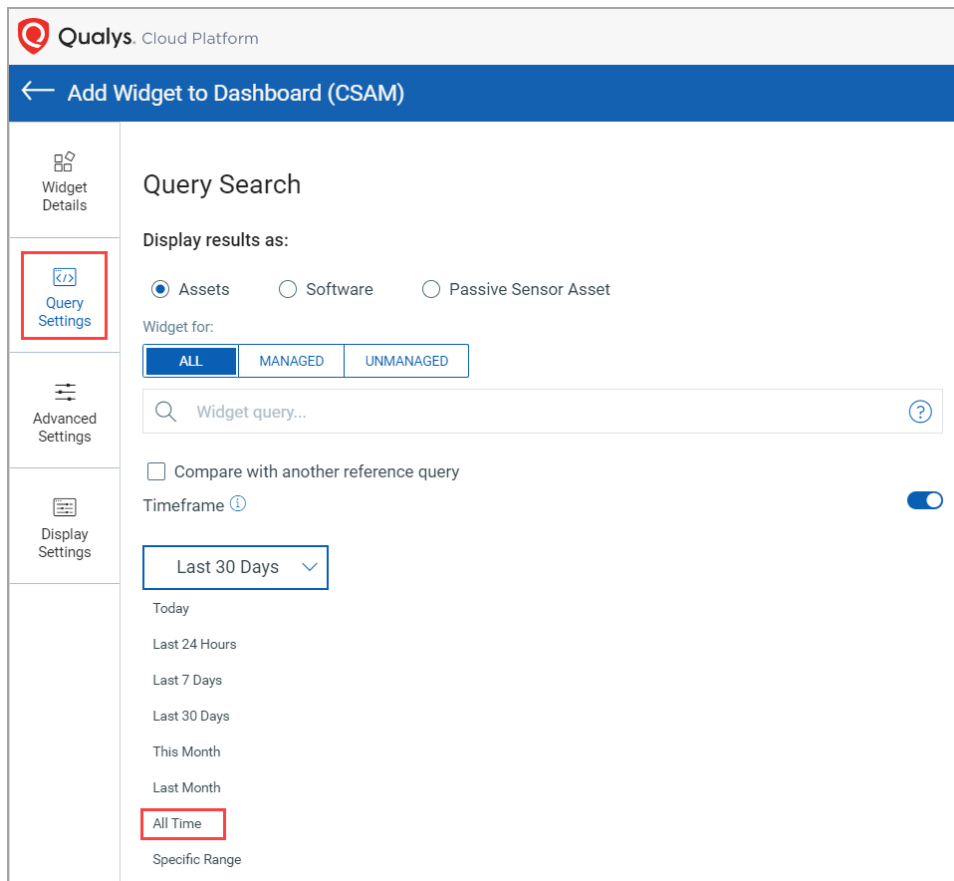 Qualys. Cloud Platform
Add Widget to Dashboard (CSAM)
Widget
Details
Query
Settings
Advanced
Settings
Display
Settings
Query Search
Display results as:
Assets Software Passive Sensor Asset
Widget for:
ALL MANAGED UNMANAGED
Widget query...
Compare with another reference query
Timeframe
Last 30 Days
Today
Last 24 Hours
Last 7 Days
Last 30 Days
This Month
Last Month
All Time
Specific Range